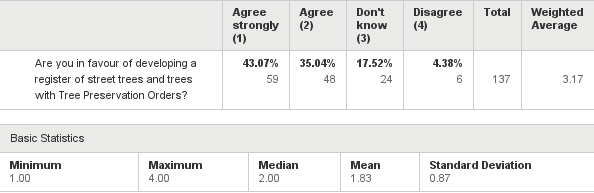 Agree strongly (1) Agree (2) Don't know (3) Disagree (4) Total Weighted Average
Are you in favour of developing a register of street trees and trees with Tree Preservation Orders? 43.07% 59 35.04% 48 17.52% 24 4.38% 6 137 3.17
Basic Statistics
Minimum Maximum Median Mean Standard Deviation
1.00 4.00 2.00 1.83 0.87